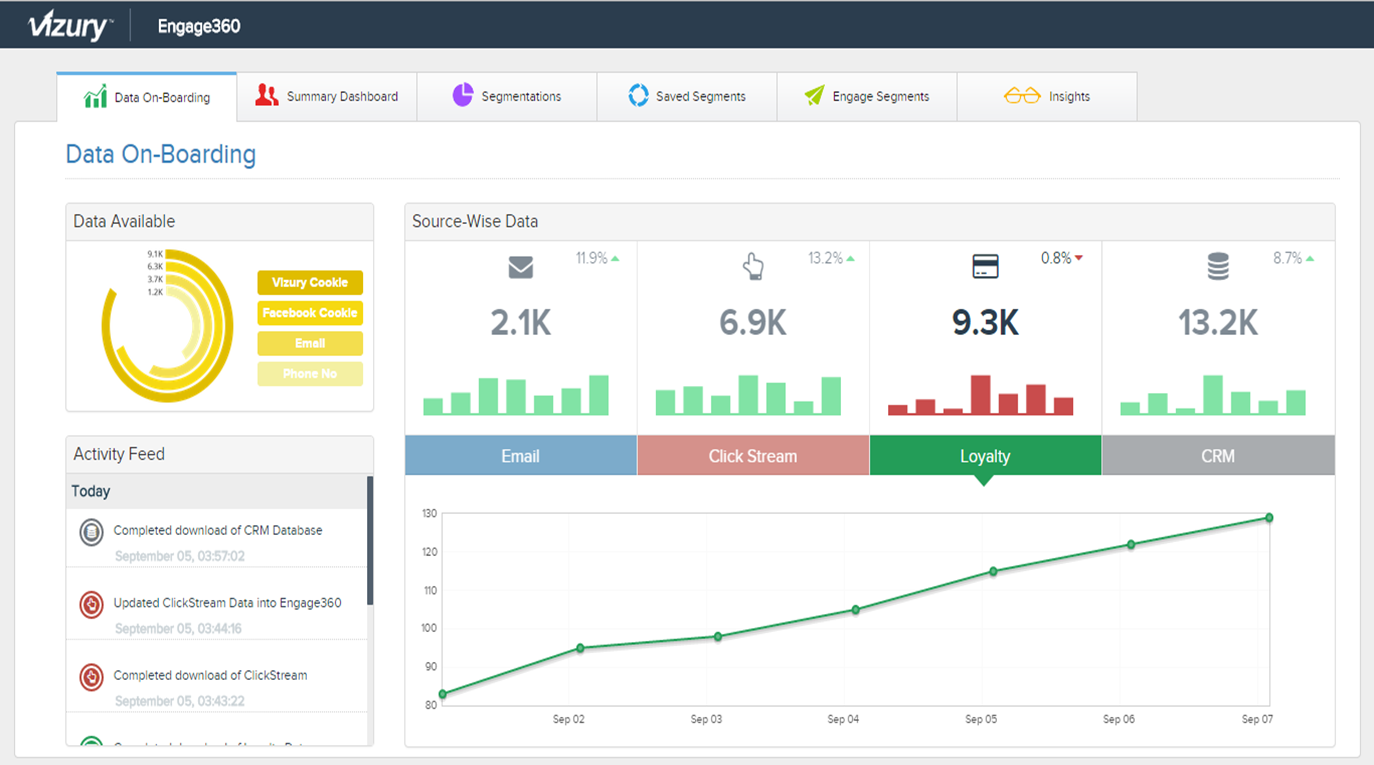 Vizury™ Engage360
Data On-Boarding Summary Dashboard Segmentations Saved Segments Engage Segments Insights
Data On-Boarding
Data Available
9.1K
6.3K
3.7K
1.2K
Vizury Cookie
Facebook Cookie
Email
Phone No
Activity Feed
Today
Completed download of CRM Database
September 05, 03:57:02
Updated ClickStream Data into Engage360
September 05, 03:44:16
Completed download of ClickStream
September 05, 03:43:22
Source-Wise Data
11.9% 13.2% 0.8% 8.7%
2.1K 6.9K 9.3K 13.2K
Email Click Stream Loyalty CRM
130
120
110
100
90
80
Sep 02 Sep 03 Sep 04 Sep 05 Sep 06 Sep 07